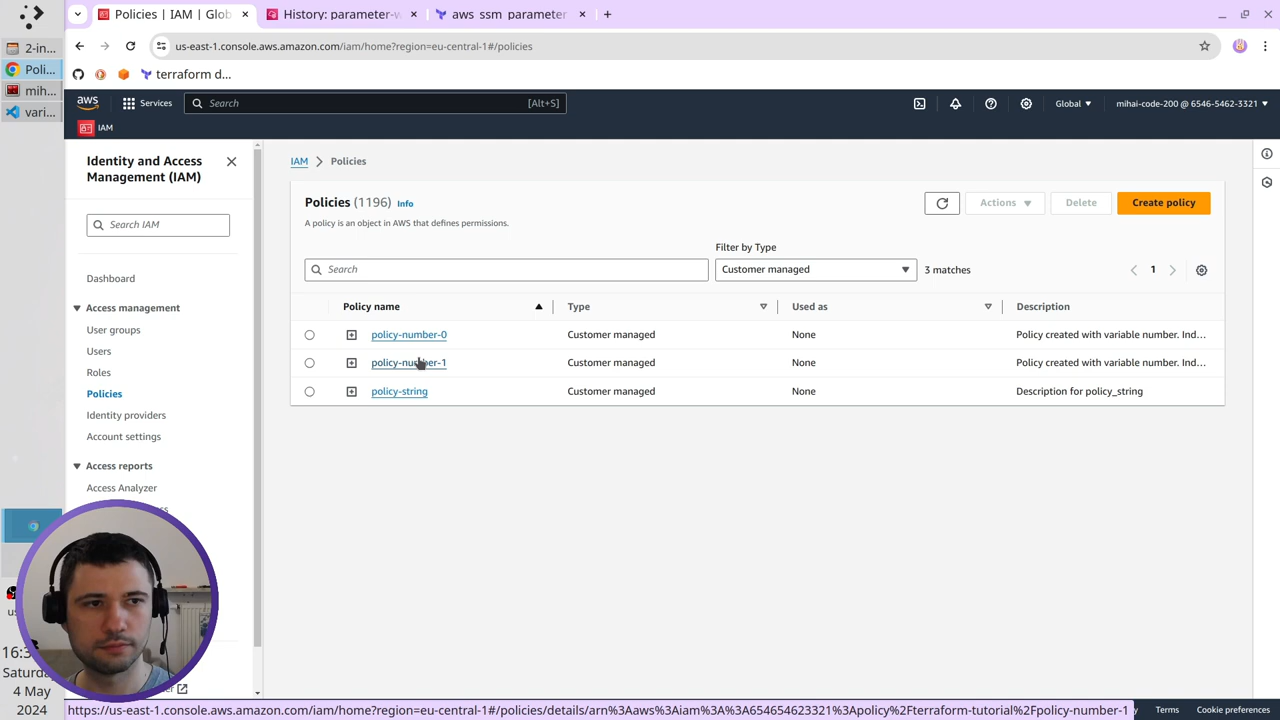 Policies | IAM | Glob
History: parameter-w
aws_ssm_parameter
us-east-1.console.aws.amazon.com/iam/home?region=eu-central-1#/policies
terraform d...
2-in...
Poli...
mih...
vari...
aws
Services
Search
[Alt+S]
Global
mihai-code-200 @ 6546-5462-3321
IAM
Identity and Access
Management (IAM)
Search IAM
Dashboard
Access management
User groups
Users
Roles
Policies
Identity providers
Account settings
Access reports
Access Analyzer
IAM
Policies
Policies (1196)
Info
A policy is an object in AWS that defines permissions.
Actions
Delete
Create policy
Filter by Type
Search
Customer managed
3 matches
1
Policy name
Type
Used as
Description
policy-number-0
Customer managed
None
Policy created with variable number. Ind...
policy-number-1
Customer managed
None
Policy created with variable number. Ind...
policy-string
Customer managed
None
Description for policy_string
Saturday
4 May
2024
https://us-east-1.console.aws.amazon.com/iam/home?region=eu-central-1#/policies/details/arn%3Aaws%3Aiam%3A%3A654654623321%3Apolicy%2Fterraform-tutorial%2Fpolicy-number-1
Terms
Cookie preferences